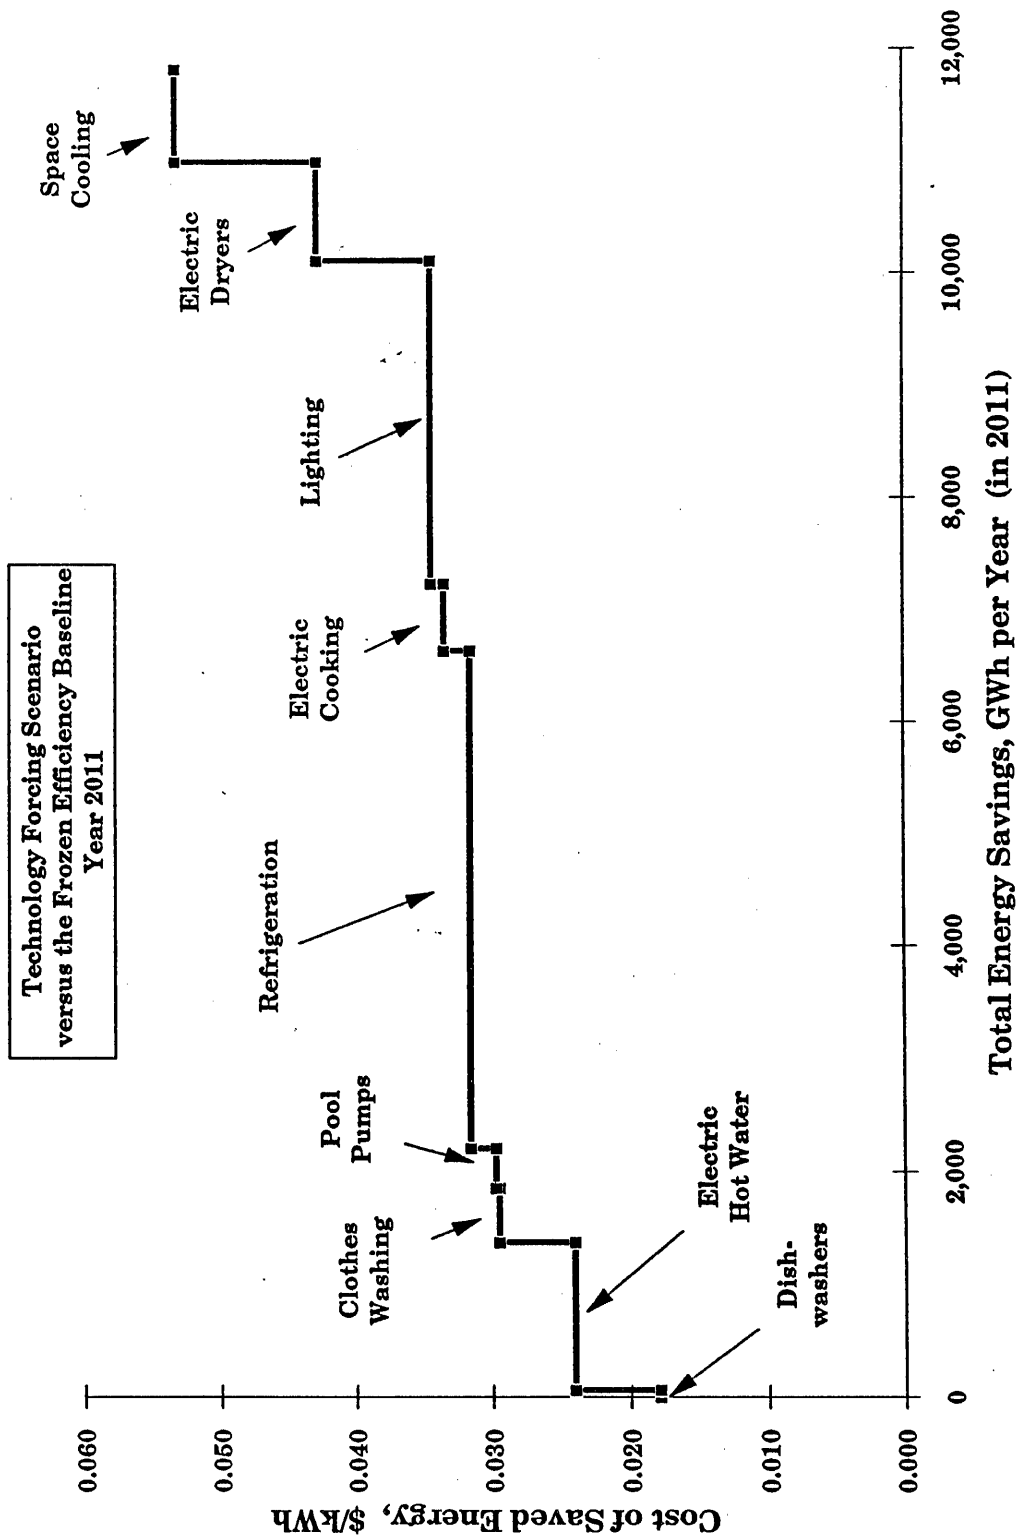 Technology Forcing Scenario
versus the Frozen Efficiency Baseline
Year 2011
Cost of Saved Energy, $/kWh
0.060
0.050
0.040
0.030
0.020
0.010
0.000
Dish-
washers
Electric
Hot Water
Clothes
Washing
Pool
Pumps
Refrigeration
Electric
Cooking
Lighting
Electric
Dryers
Space
Cooling
0
2,000
4,000
6,000
8,000
10,000
12,000
Total Energy Savings, GWh per Year (in 2011)